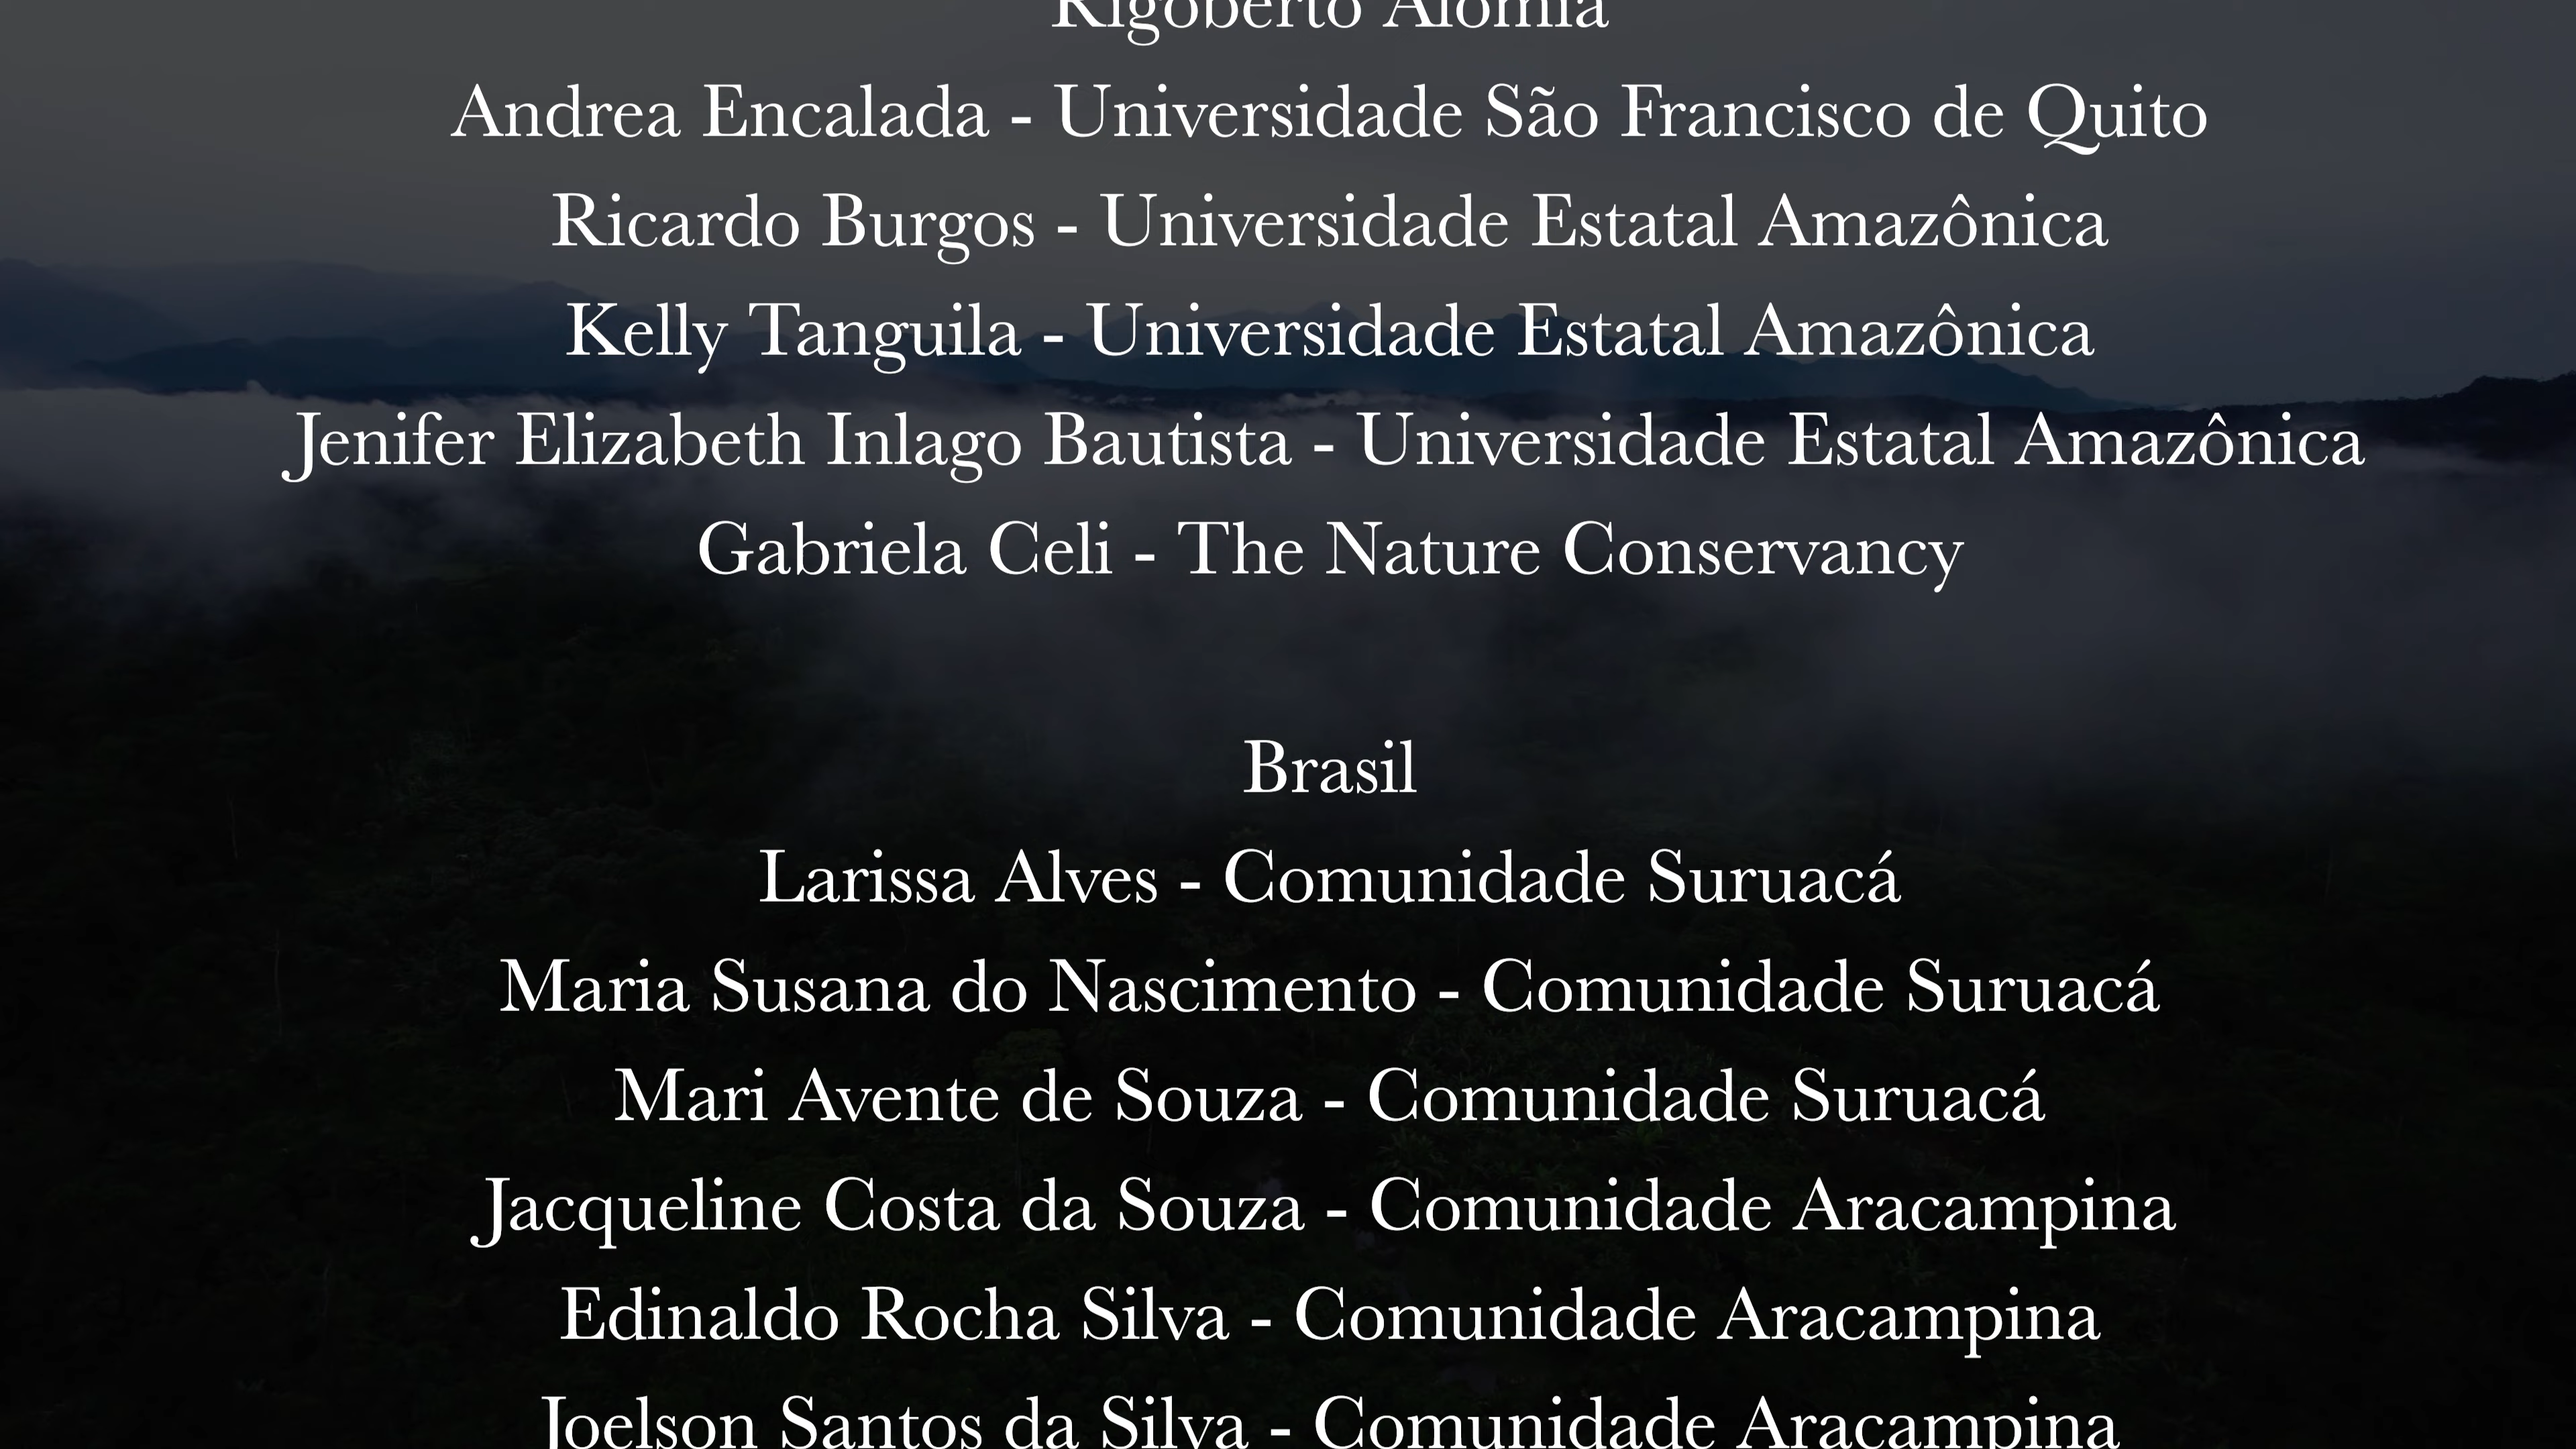 Rigoberto Alomia
Andrea Encalada - Universidade São Francisco de Quito
Ricardo Burgos - Universidade Estatal Amazônica
Kelly Tanguila - Universidade Estatal Amazônica
Jenifer Elizabeth Inlago Bautista - Universidade Estatal Amazônica
Gabriela Celi - The Nature Conservancy
Brasil
Larissa Alves - Comunidade Suruacá
Maria Susana do Nascimento - Comunidade Suruacá
Mari Avente de Souza - Comunidade Suruacá
Jacqueline Costa da Souza - Comunidade Aracampina
Edinaldo Rocha Silva - Comunidade Aracampina
Joelson Santos da Silva - Comunidade Aracampina